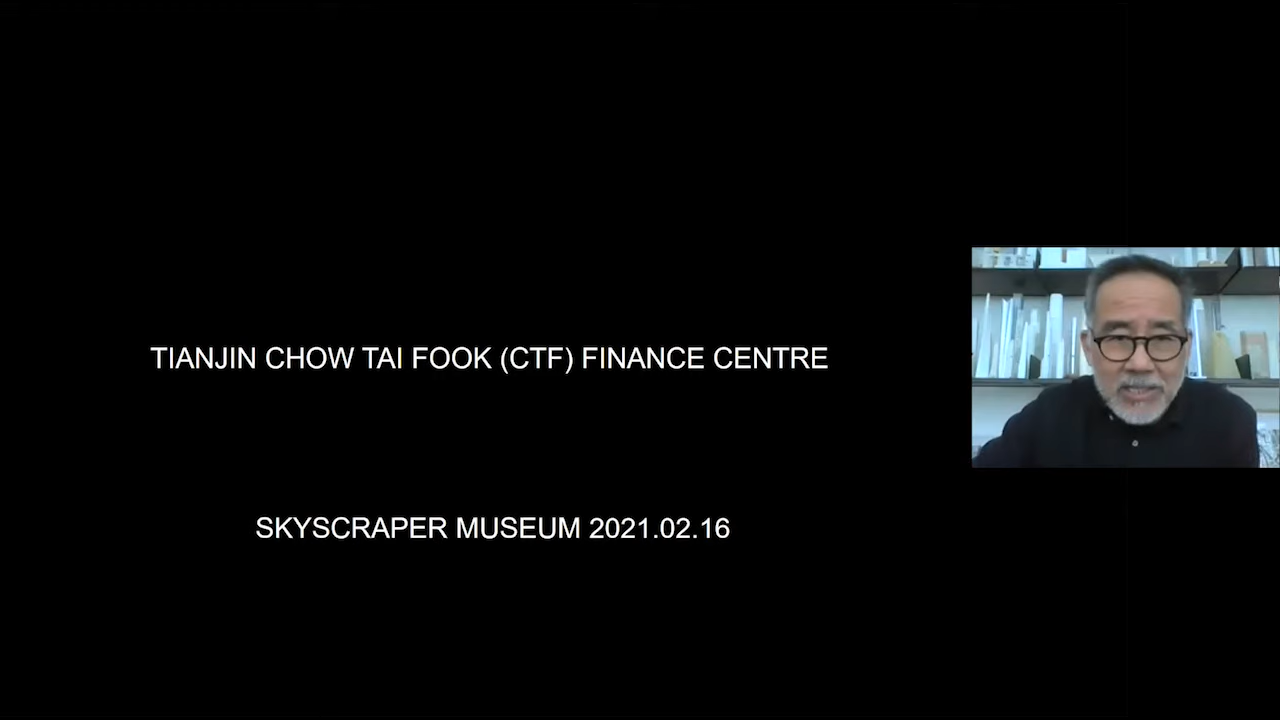 TIANJIN CHOW TAI FOOK (CTF) FINANCE CENTRE
SKYSCRAPER MUSEUM 2021.02.16